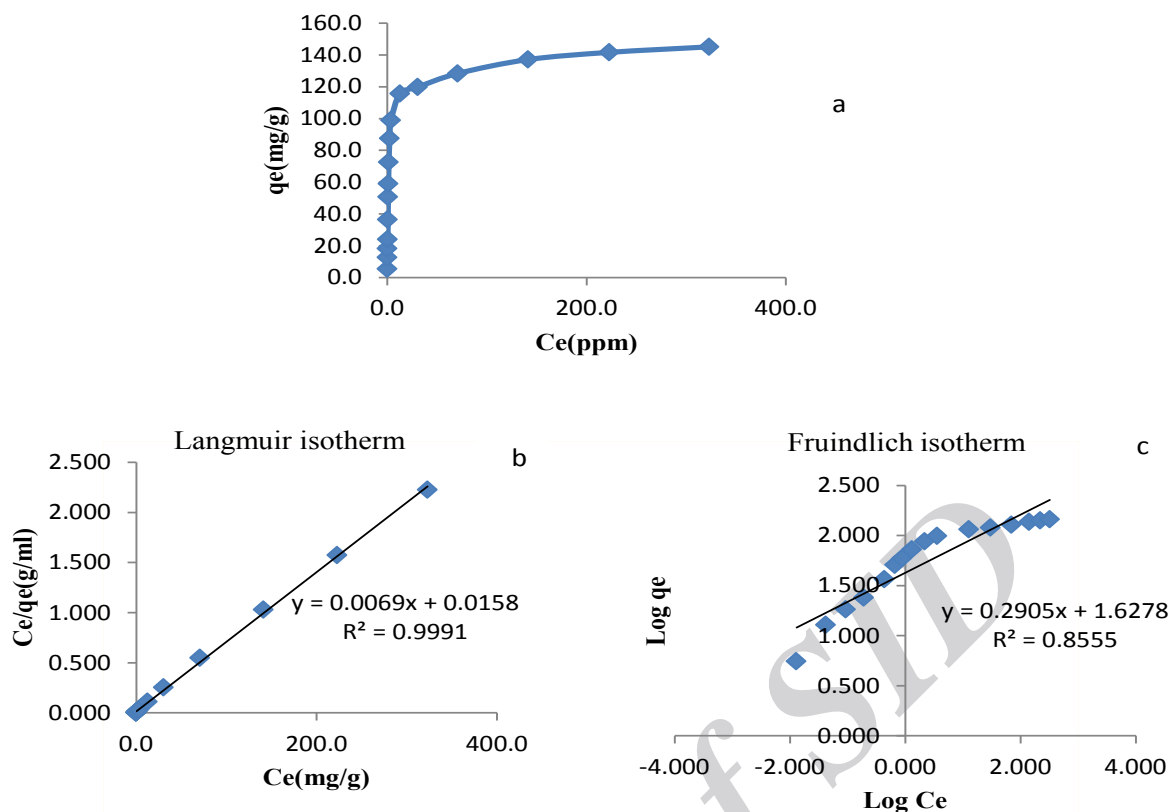 160.0
140.0
120.0
100.0
80.0
60.0
40.0
20.0
0.0
qe(mg/g)
0.0 200.0 400.0
Ce(ppm)
a
Langmuir isotherm
b
2.500
2.000
1.500
1.000
0.500
0.000
Ce/qe(g/ml)
y = 0.0069x + 0.0158
R² = 0.9991
0.0 200.0 400.0
Ce(mg/g)
Fruindlich isotherm
c
2.500
2.000
1.500
1.000
0.500
0.000
Log qe
y = 0.2905x + 1.6278
R² = 0.8555
-4.000 -2.000 0.000 2.000 4.000
Log Ce
f SID